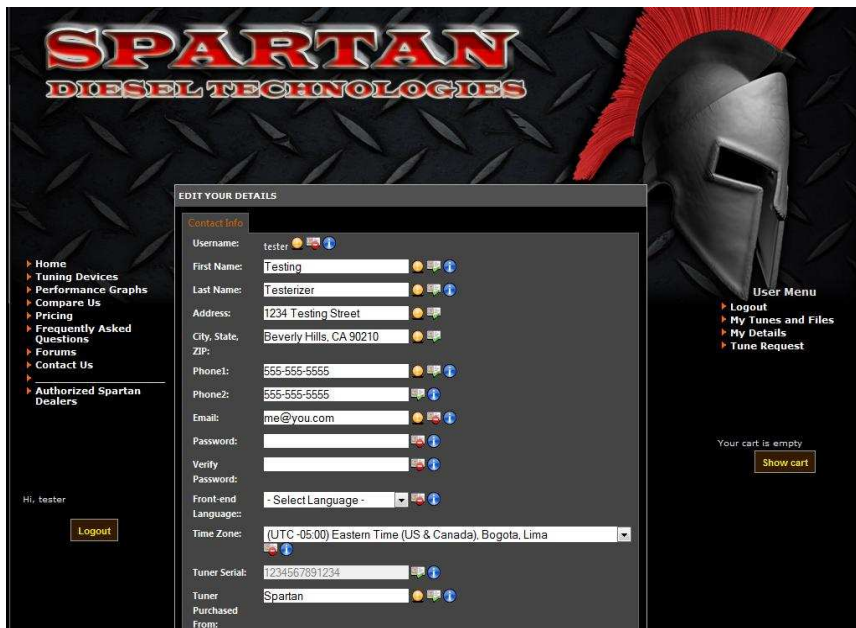 SPARTAN
DIESEL TECHNOLOGIES
EDIT YOUR DETAILS
Contact Info
Username: tester
First Name: Testing
Last Name: Testerizer
Address: 1234 Testing Street
City, State, Beverly Hills, CA 90210
ZIP:
Phone1: 555-555-5555
Phone2: 555-555-5555
Email: me@you.com
Password:
Verify
Password:
Front-end - Select Language -
Language::
Time Zone: (UTC -05:00) Eastern Time (US & Canada), Bogota, Lima
Tuner Serial: 1234567891234
Tuner Spartan
Purchased
From:
Home
Tuning Devices
Performance Graphs
Compare Us
Pricing
Frequently Asked
Questions
Forums
Contact Us
Authorized Spartan
Dealers
Hi, tester
Logout
User Menu
Logout
My Tunes and Files
My Details
Tune Request
Your cart is empty
Show cart